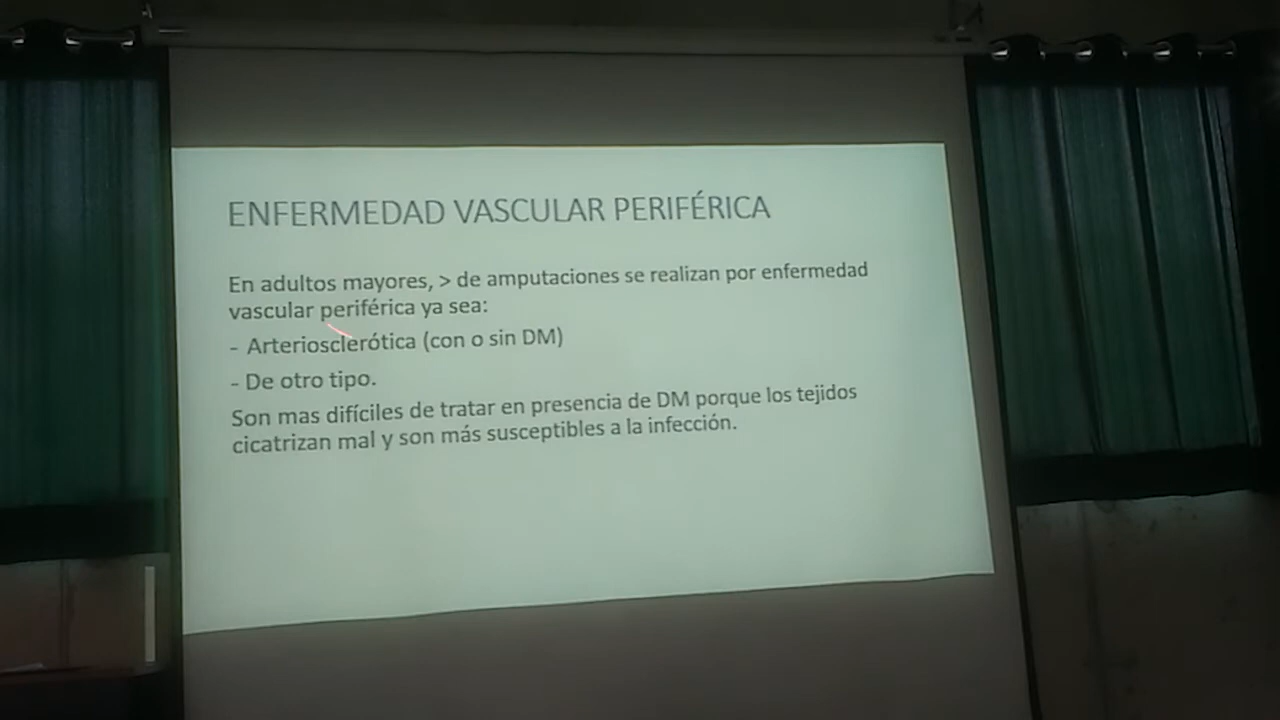 ENFERMEDAD VASCULAR PERIFÉRICA
En adultos mayores, > de amputaciones se realizan por enfermedad
vascular periférica ya sea:
- Arteriosclerótica (con o sin DM)
- De otro tipo.
Son mas difíciles de tratar en presencia de DM porque los tejidos
cicatrizan mal y son más susceptibles a la infección.